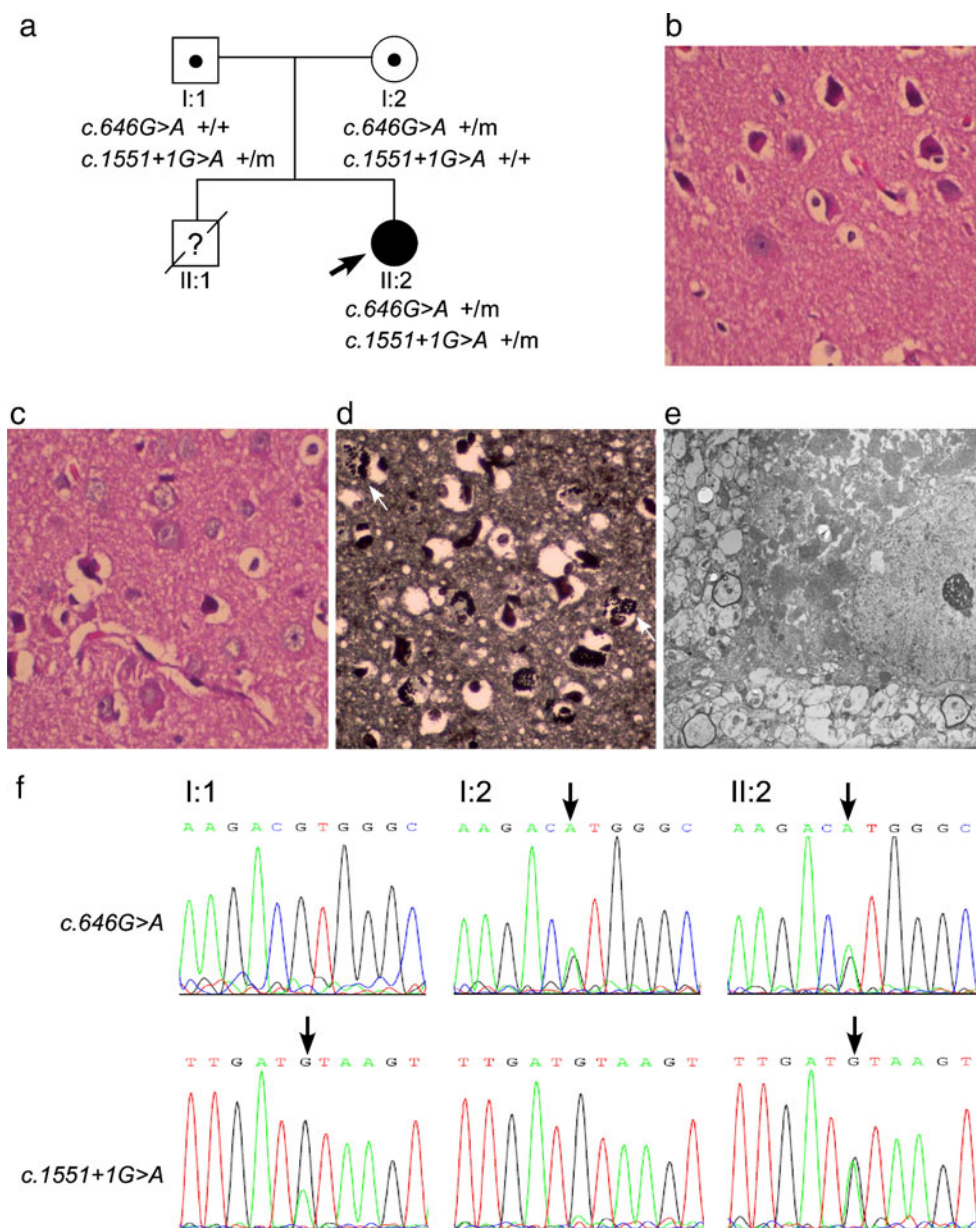 a
b
I:1
I:2
c.646G>A +/+
c.646G>A +/m
c.1551+1G>A +/m
c.1551+1G>A +/+
?
II:1
II:2
c.646G>A +/m
c.1551+1G>A +/m
c
d
e
f
I:1
I:2
II:2
A A G A C G T G G G C
A A G A C A T G G G C
A A G A C A T G G G C
c.646G>A
T T G A T G T A A G T
T T G A T G T A A G T
T T G A T G T A A G T
c.1551+1G>A